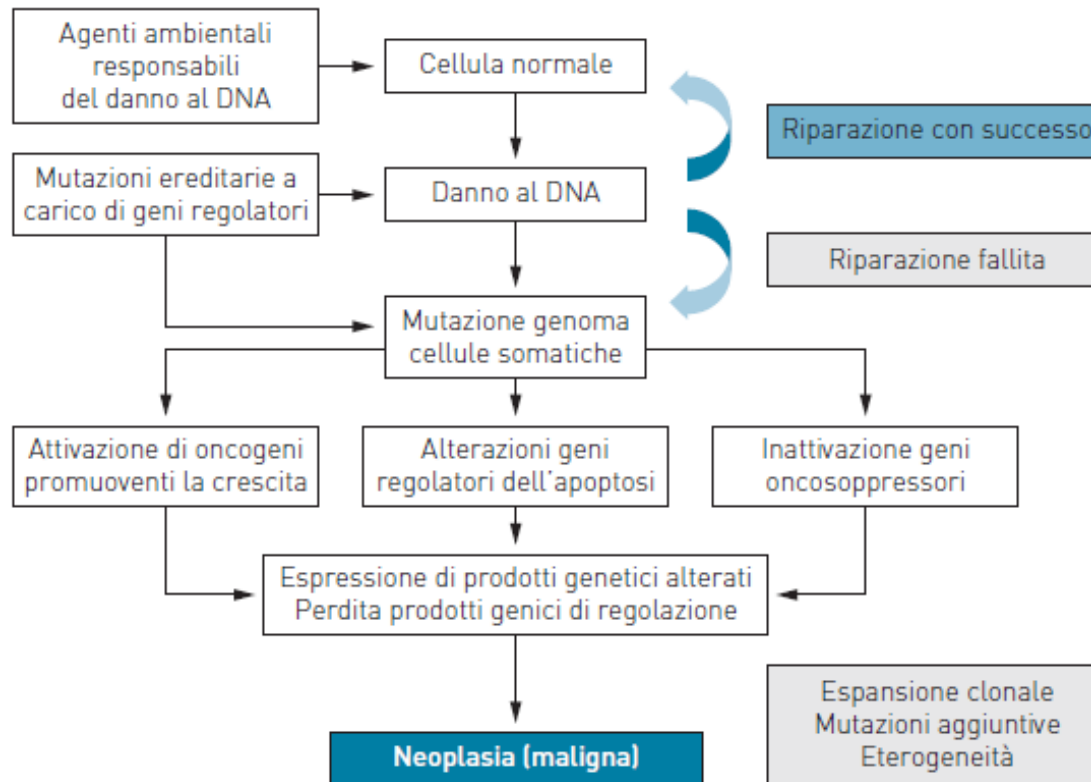 Agenti ambientali
responsabili
del danno al DNA
Cellula normale
Riparazione con successo
Mutazioni ereditarie a
carico di geni regolatori
Danno al DNA
Riparazione fallita
Mutazione genoma
cellule somatiche
Attivazione di oncogeni
promuoventi la crescita
Alterazioni geni
regolatori dell'apoptosi
Inattivazione geni
oncosoppressori
Espressione di prodotti genetici alterati
Perdita prodotti genici di regolazione
Espansione clonale
Mutazioni aggiuntive
Eterogeneità
Neoplasia (maligna)